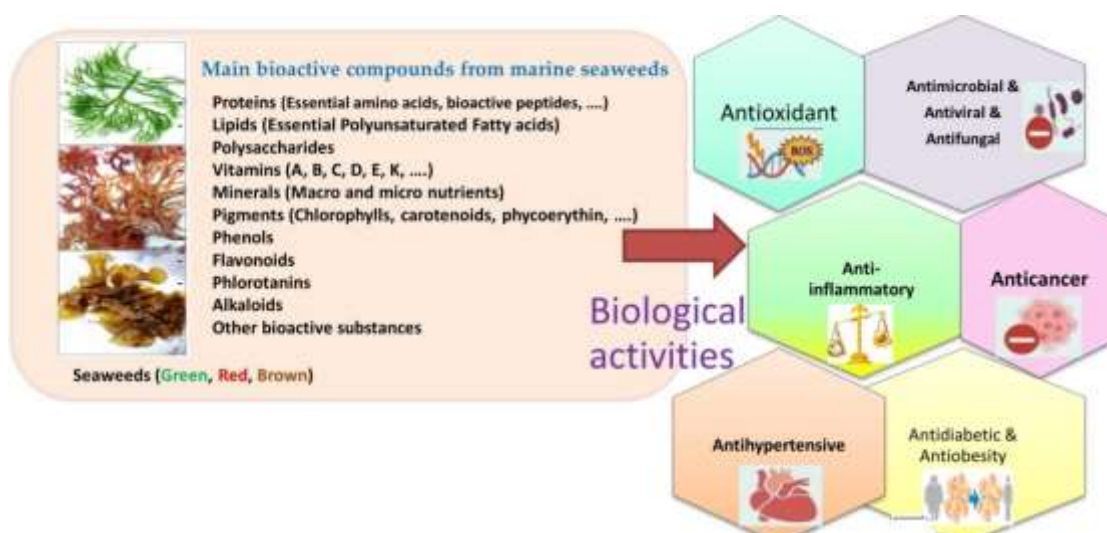 Main bioactive compounds from marine seaweeds
Proteins (Essential amino acids, bioactive peptides, ....)
Lipids (Essential Polyunsaturated Fatty acids)
Polysaccharides
Vitamins (A, B, C, D, E, K, ....)
Minerals (Macro and micro nutrients)
Pigments (Chlorophylls, carotenoids, phycoerythin, ....)
Phenols
Flavonoids
Phlorotanins
Alkaloids
Other bioactive substances
Seaweeds (Green, Red, Brown)
Biological
activities
Antioxidant
ROS
Antimicrobial &
Antiviral &
Antifungal
Anti-
inflammatory
Anticancer
Antihypertensive
Antidiabetic &
Antiobesity